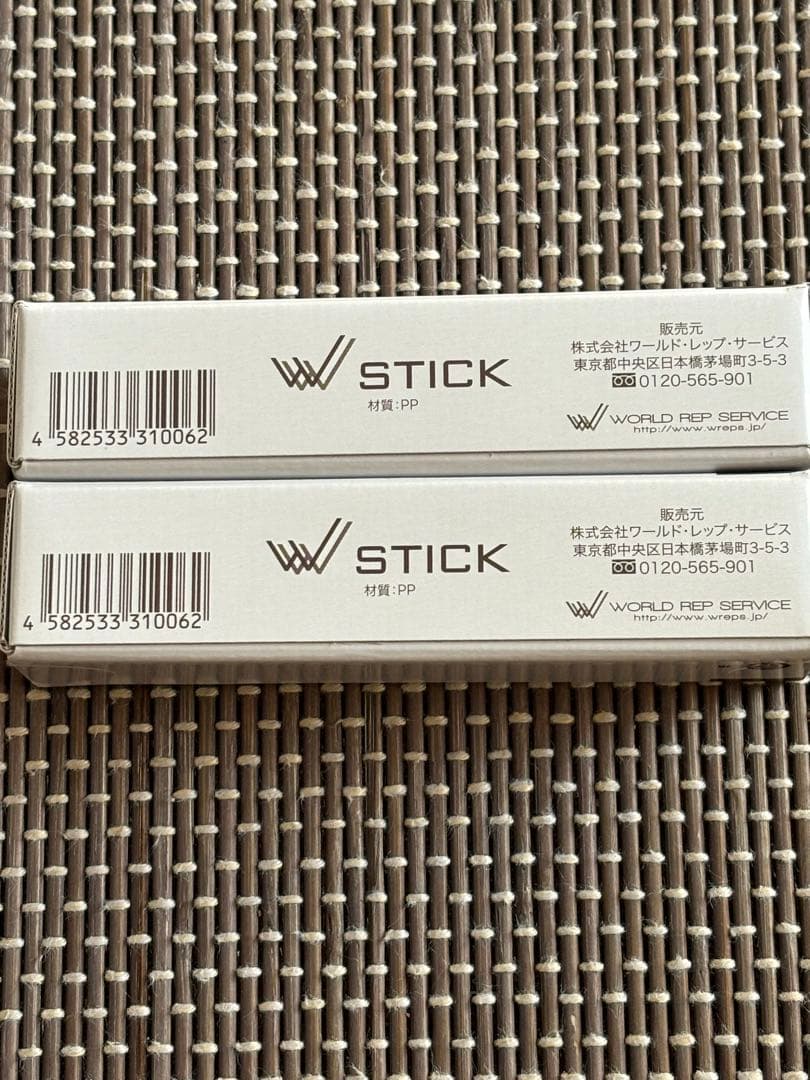 4 582533 310062
W STICK
材質:PP
販売元
株式会社ワールド・レップ・サービス
東京都中央区日本橋茅場町3-5-3
0120-565-901
WORLD REP SERVICE
http://www.wreps.jp/
4 582533 310062
W STICK
材質:PP
販売元
株式会社ワールド・レップ・サービス
東京都中央区日本橋茅場町3-5-3
0120-565-901
WORLD REP SERVICE
http://www.wreps.jp/